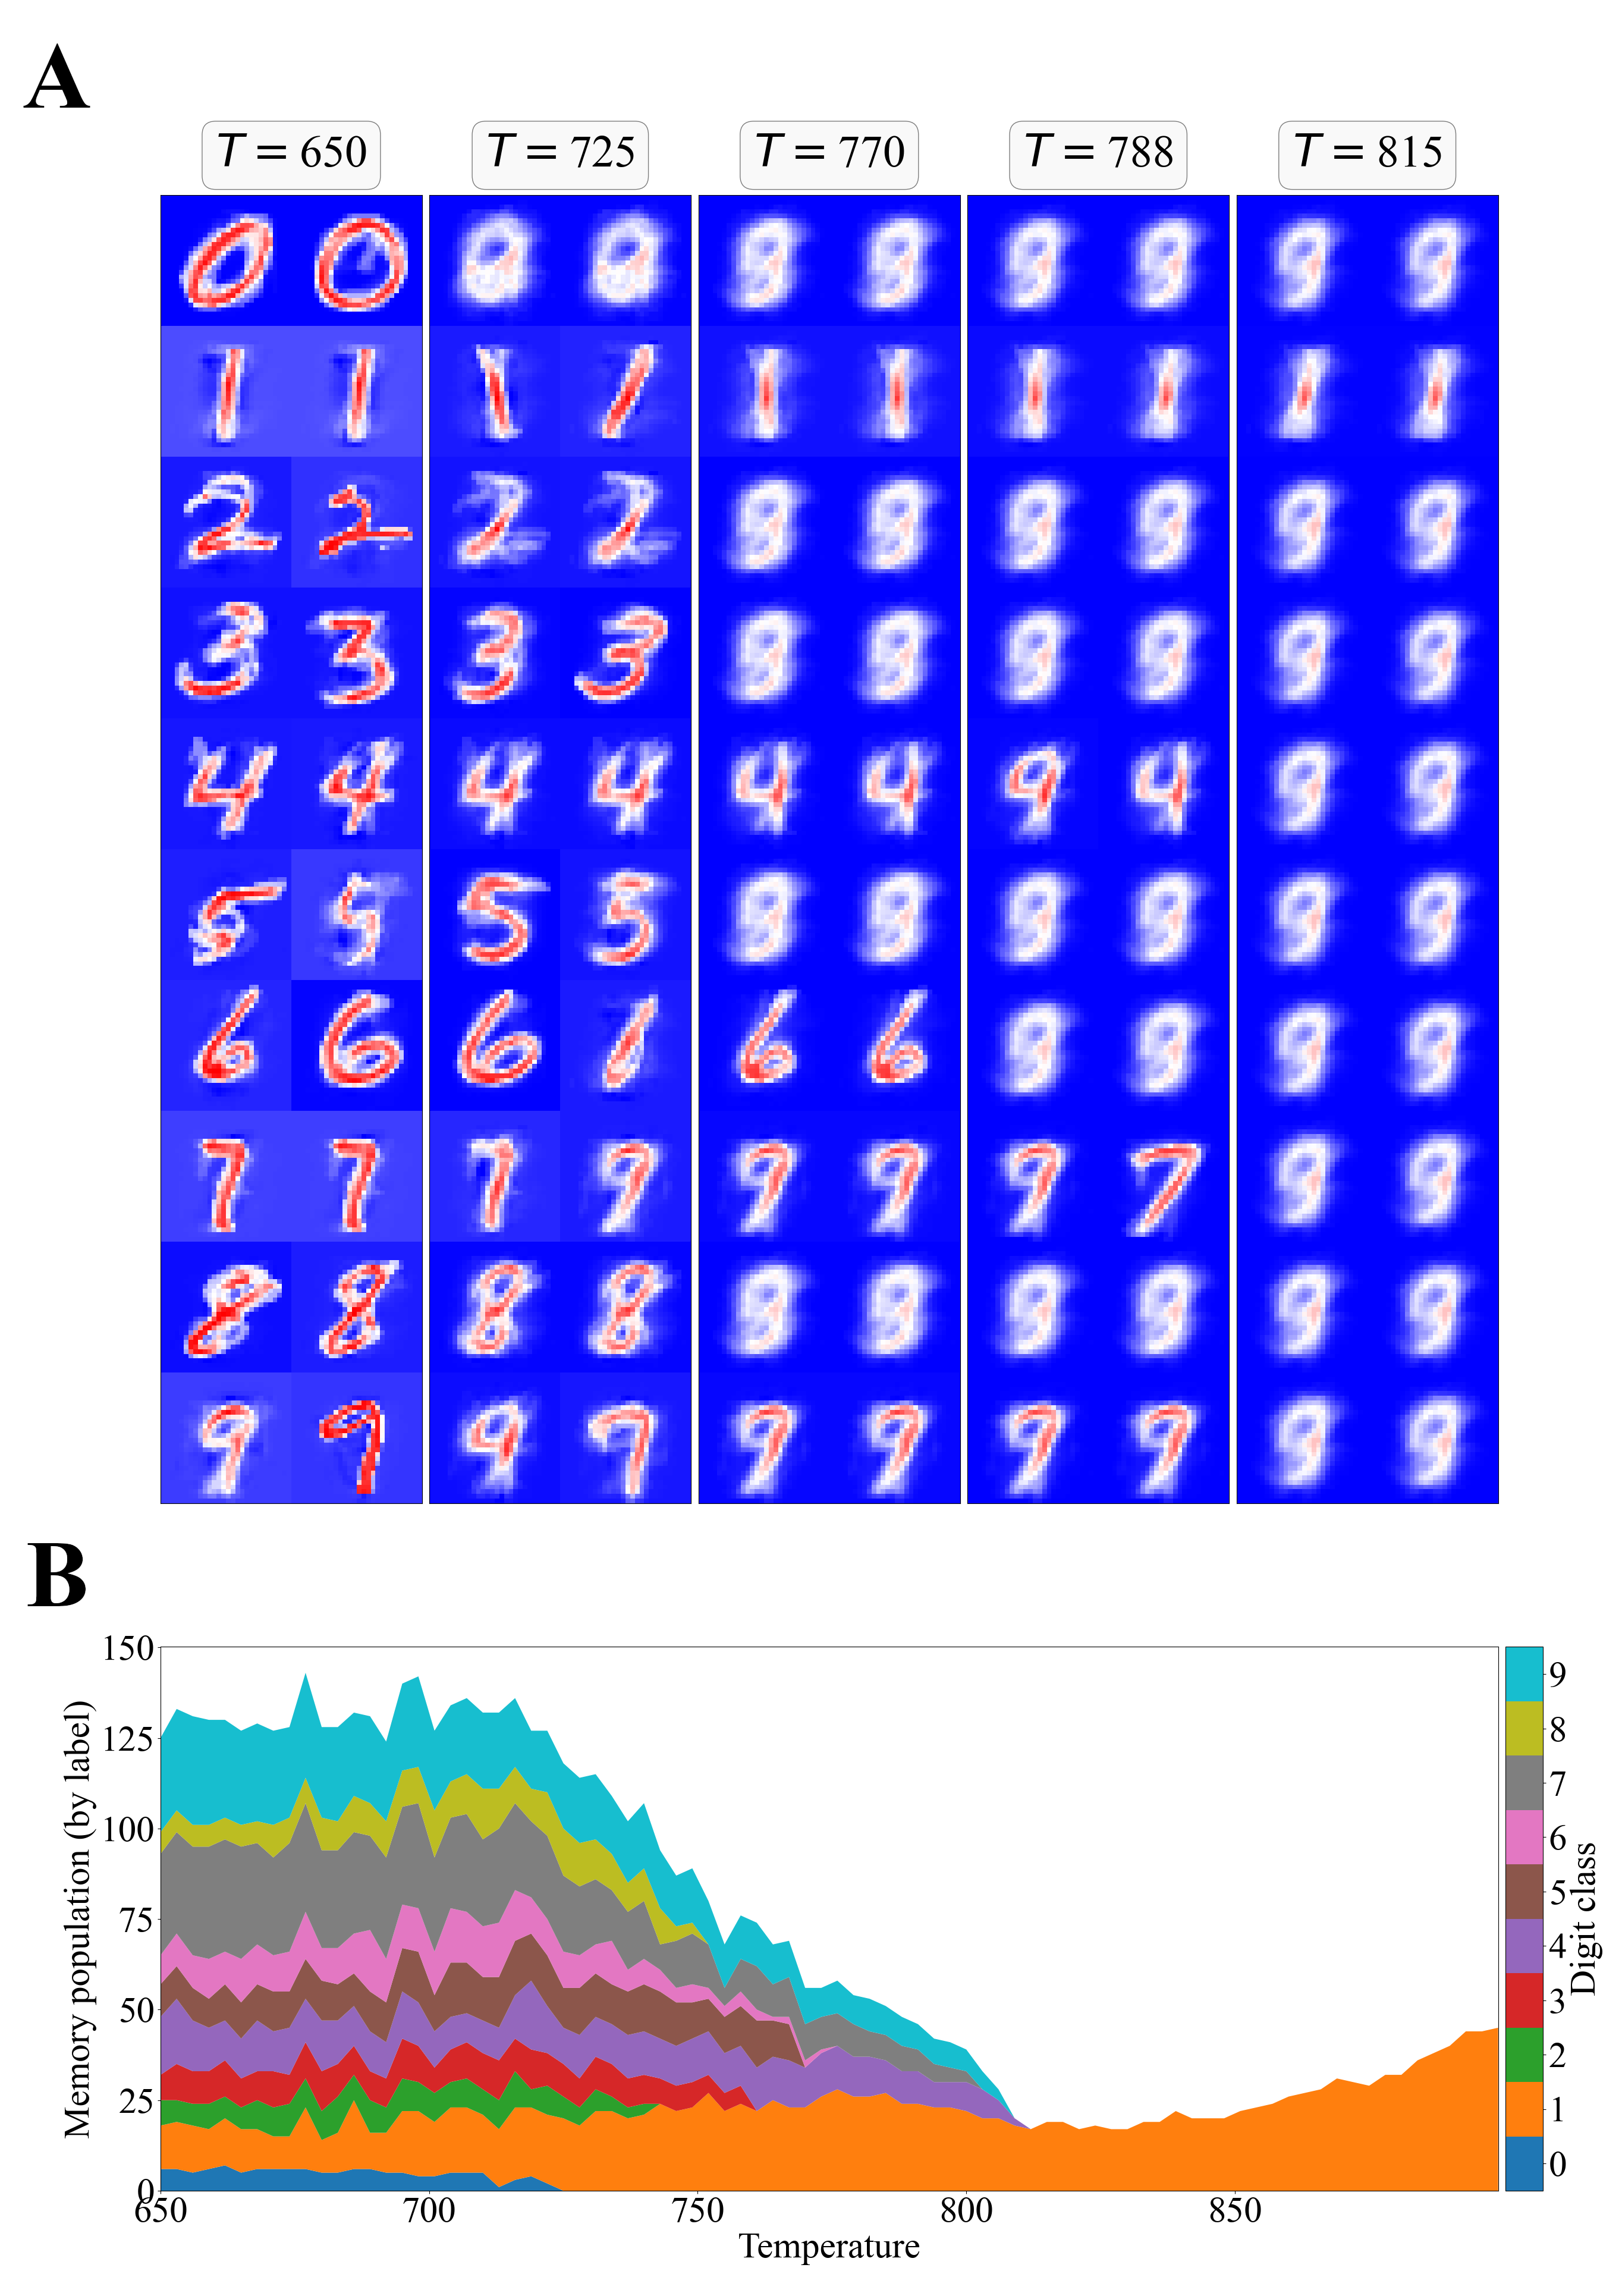 A
T = 650 T = 725 T = 770 T = 788 T = 815
B
Memory population (by label)
150
125
100
75
50
25
0
650 700 750 800 850
Temperature
9
8
7
6
5
4
3
2
1
0
Digit class